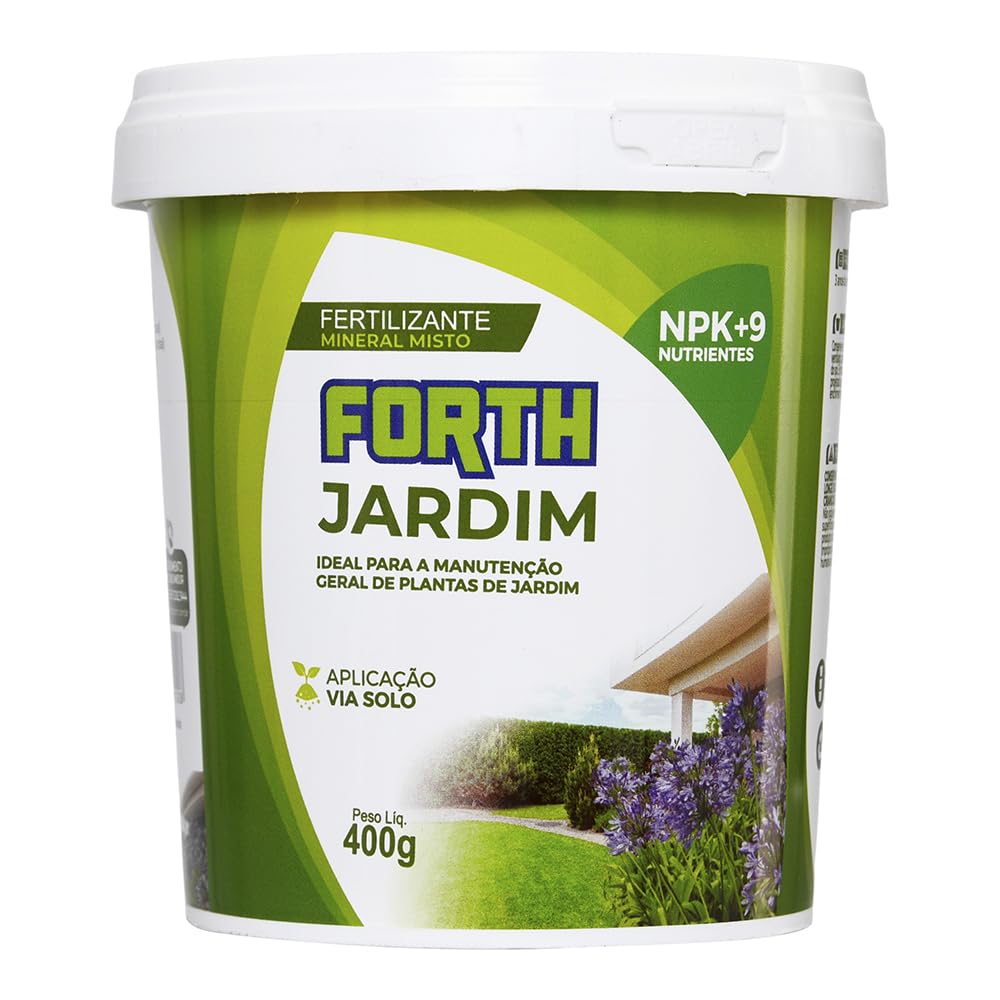 OPEN
FERTILIZANTE
MINERAL MISTO
NPK+9
NUTRIENTES
FORTH
JARDIM
IDEAL PARA A MANUTENÇÃO
GERAL DE PLANTAS DE JARDIM
APLICAÇÃO
VIA SOLO
Peso Líq.
400g